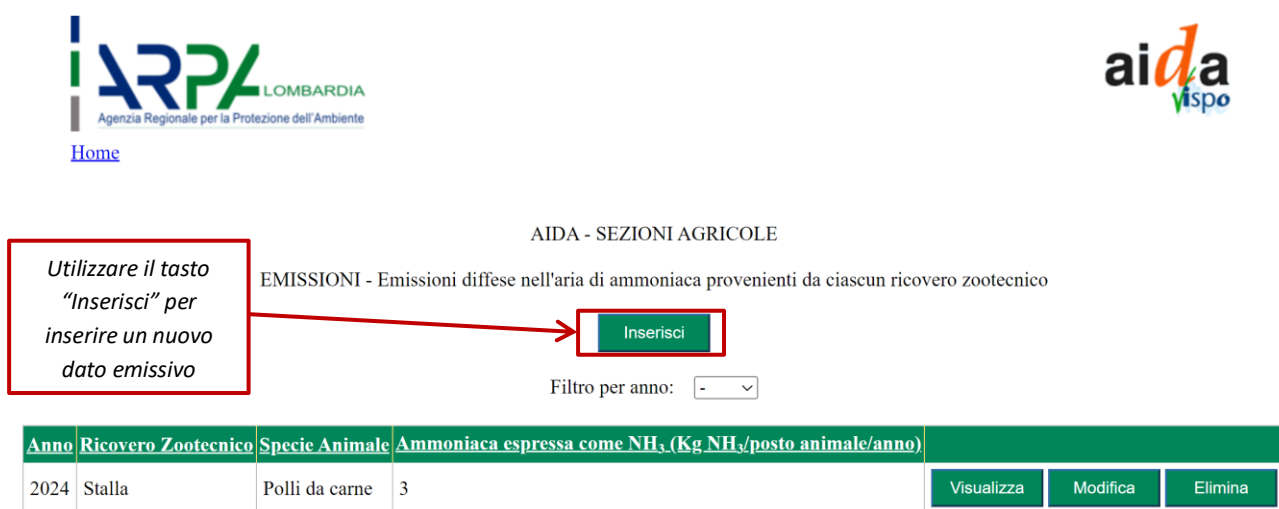 ARPA LOMBARDIA
Agenzia Regionale per la Protezione dell'Ambiente
aida
vispo
Home
AIDA - SEZIONI AGRICOLE
Utilizzare il tasto
“Inserisci” per
inserire un nuovo
dato emissivo
EMISSIONI - Emissioni diffese nell'aria di ammoniaca provenienti da ciascun ricovero zootecnico
Inserisci
Filtro per anno: -
Anno Ricovero Zootecnico Specie Animale Ammoniaca espressa come NH₃ (Kg NH₃/posto animale/anno)
2024 Stalla Polli da carne 3 Visualizza Modifica Elimina